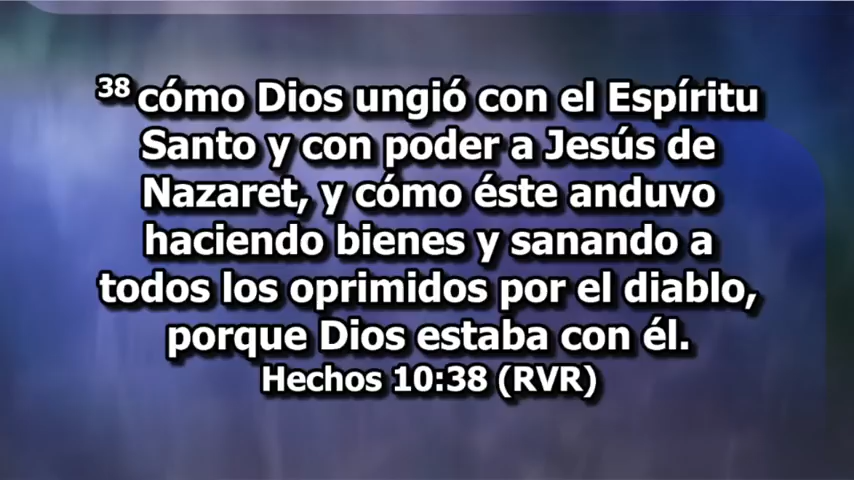 38 cómo Dios ungió con el Espíritu
Santo y con poder a Jesús de
Nazaret, y cómo éste anduvo
haciendo bienes y sanando a
todos los oprimidos por el diablo,
porque Dios estaba con él.
Hechos 10:38 (RVR)